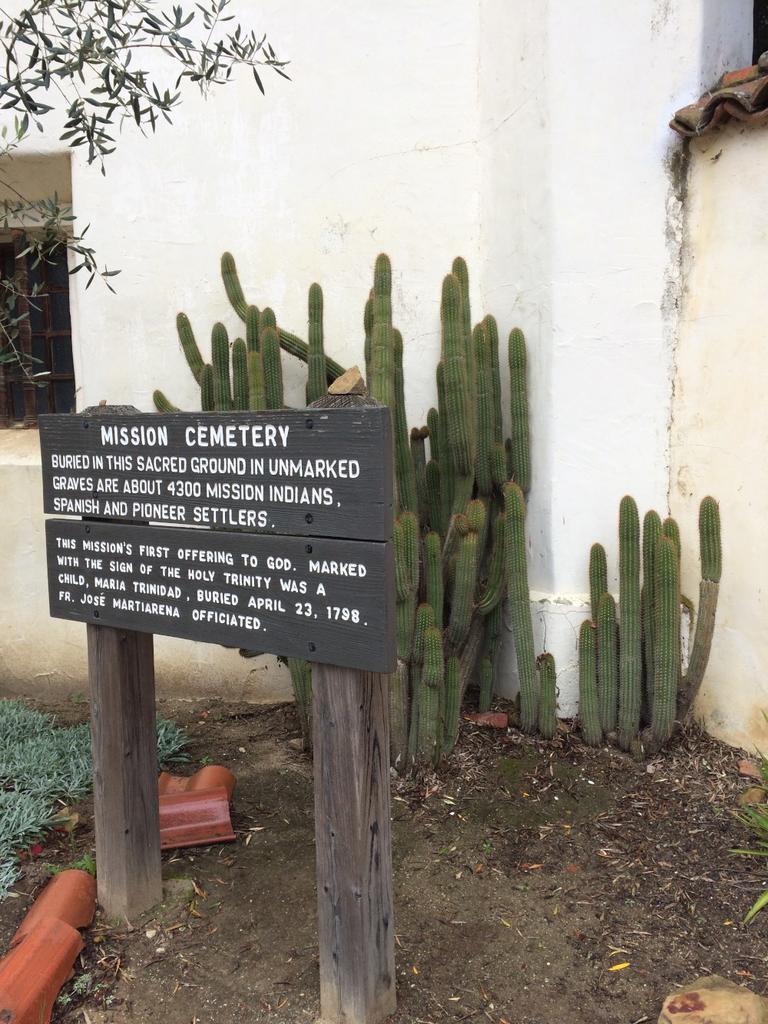 MISSION CEMETERY
BURIED IN THIS SACRED GROUND IN UNMARKED
GRAVES ARE ABOUT 4300 MISSION INDIANS,
SPANISH AND PIONEER SETTLERS.
THIS MISSION'S FIRST OFFERING TO GOD. MARKED
WITH THE SIGN OF THE HOLY TRINITY WAS A
CHILD, MARIA TRINIDAD, BURIED APRIL 23, 1798.
FR. JOSÉ MARTIARENA OFFICIATED.